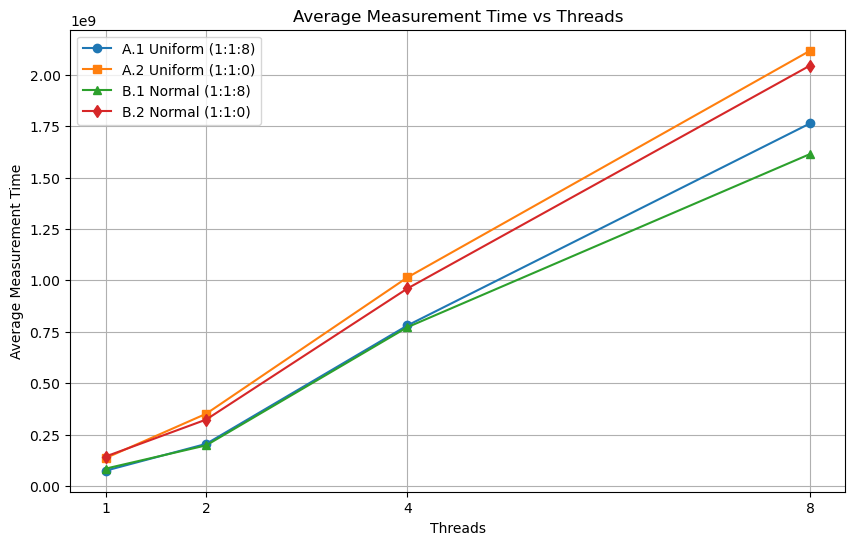 Average Measurement Time vs Threads
1e9
A.1 Uniform (1:1:8)
A.2 Uniform (1:1:0)
B.1 Normal (1:1:8)
B.2 Normal (1:1:0)
Average Measurement Time
2.00
1.75
1.50
1.25
1.00
0.75
0.50
0.25
0.00
1 2 4 8
Threads